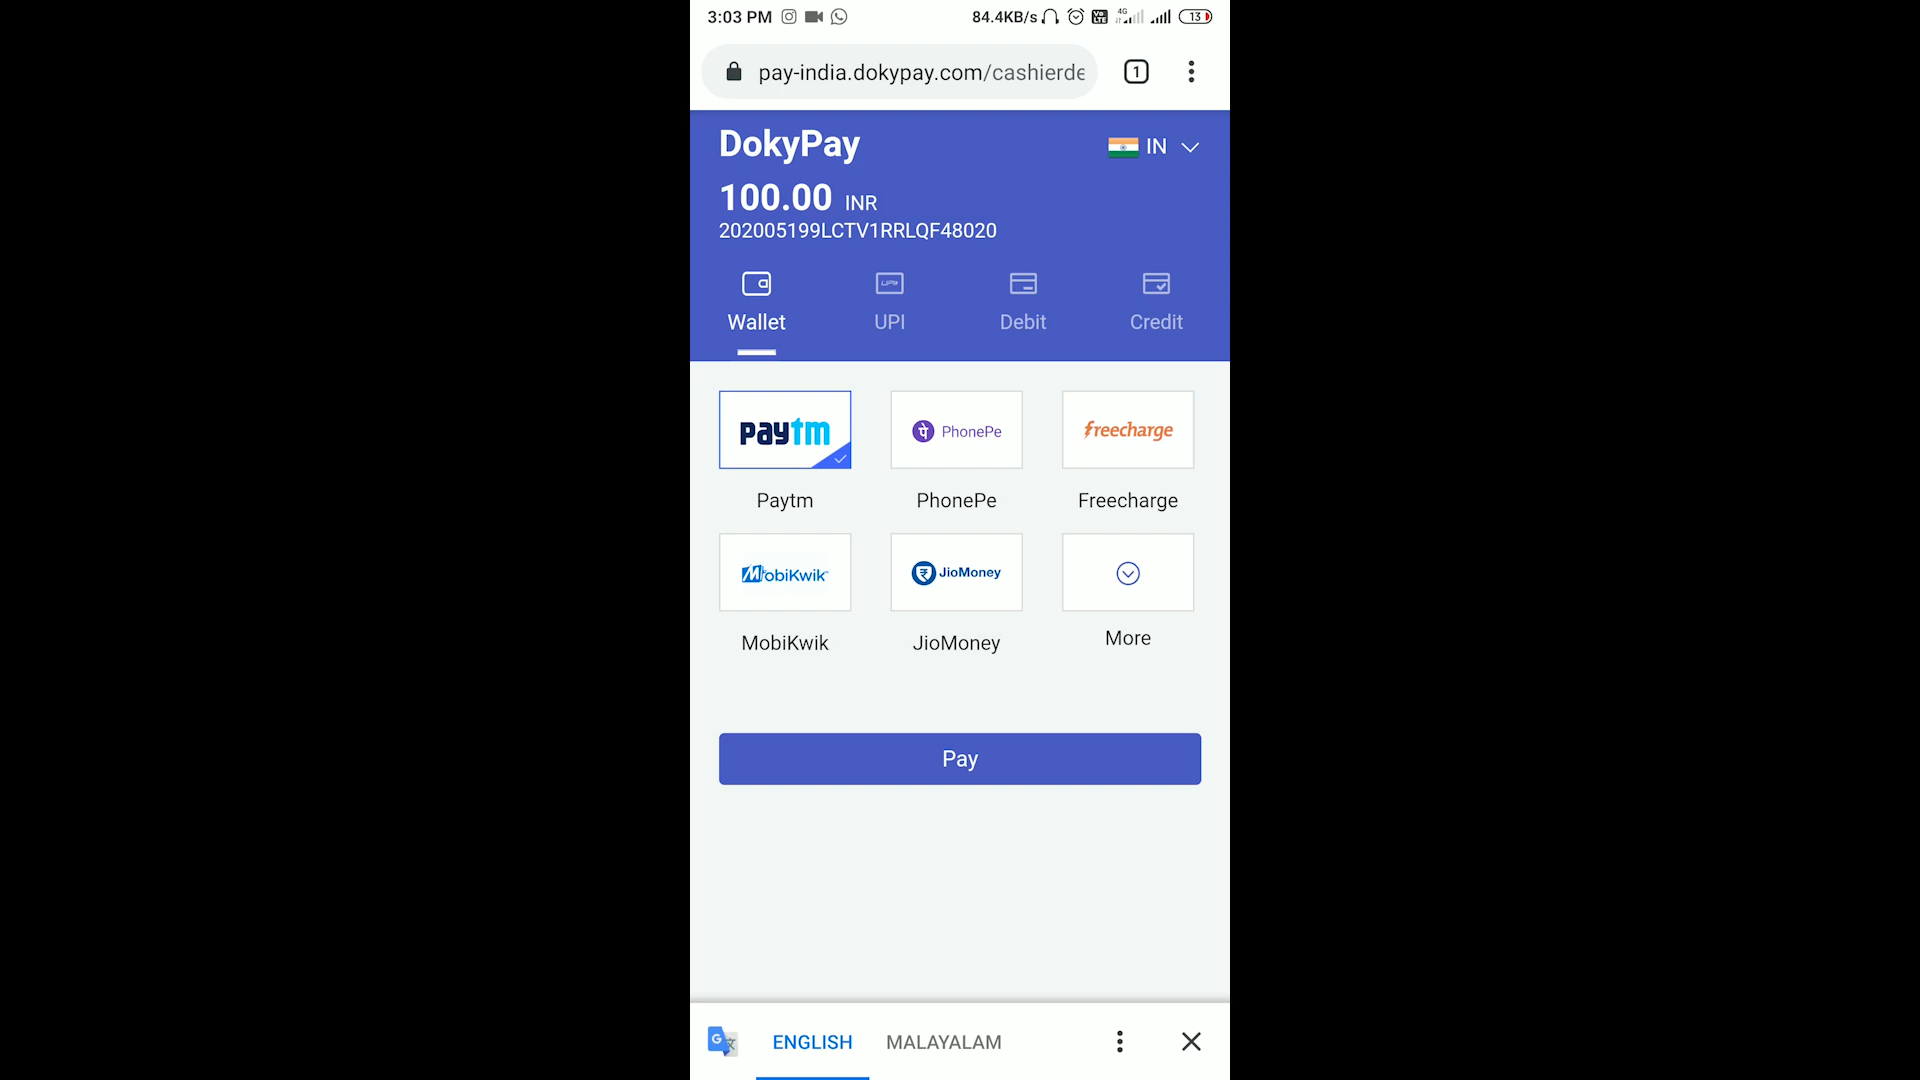 3:03 PM 84.4KB/s 4G 13
pay-india.dokypay.com/cashierde 1
DokyPay IN
100.00 INR
202005199LCTV1RRLQF48020
Wallet UPI Debit Credit
paytm PhonePe freecharge
Paytm PhonePe Freecharge
MobiKwik JioMoney
MobiKwik JioMoney More
Pay
ENGLISH MALAYALAM